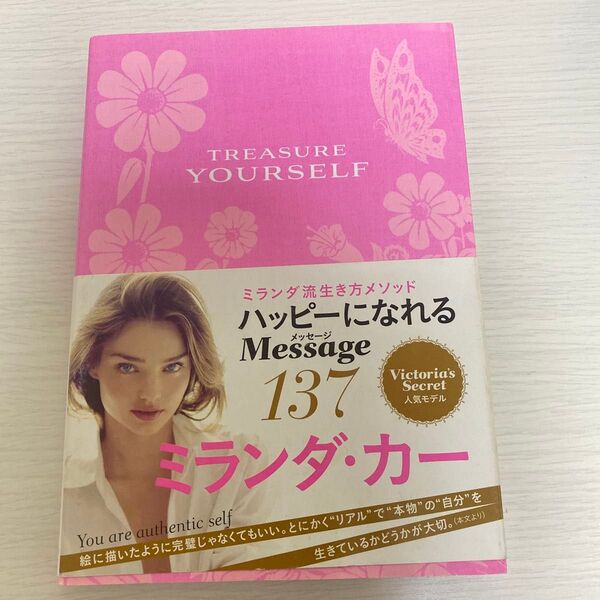 TREASURE
YOURSELF
ミランダ流生き方メソッド
ハッピーになれる
メッセージ
Message
137
Victoria's
Secret
人気モデル
ミランダ・カー
You are authentic self
絵に描いたように完璧じゃなくてもいい。とにかく“リアル”で“本物”の“自分”を
生きているかどうかが大切。(本文より)